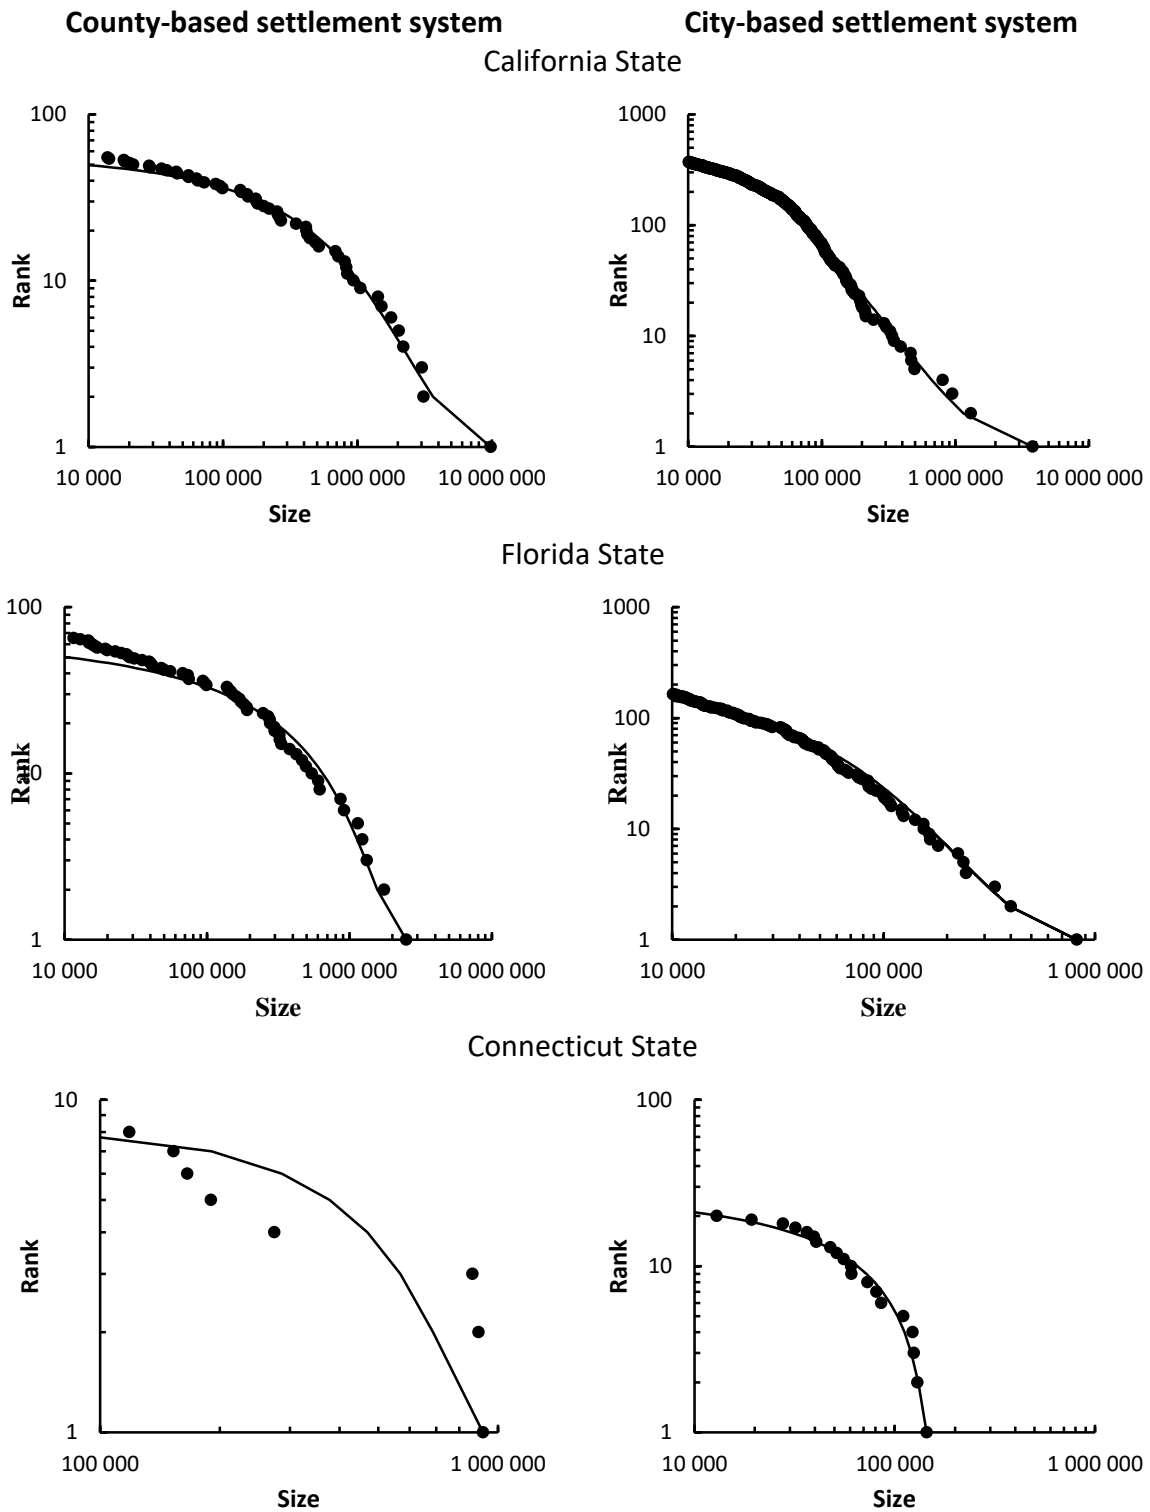 County-based settlement system City-based settlement system
California State
100
10
1
Rank
10 000 100 000 1 000 000 10 000 000
Size
1000
100
10
1
Rank
10 000 100 000 1 000 000 10 000 000
Size
Florida State
100
10
1
Rank
10 000 100 000 1 000 000 10 000 000
Size
1000
100
10
1
Rank
10 000 100 000 1 000 000
Size
Connecticut State
10
1
Rank
100 000 1 000 000
Size
100
10
1
Rank
10 000 100 000 1 000 000
Size